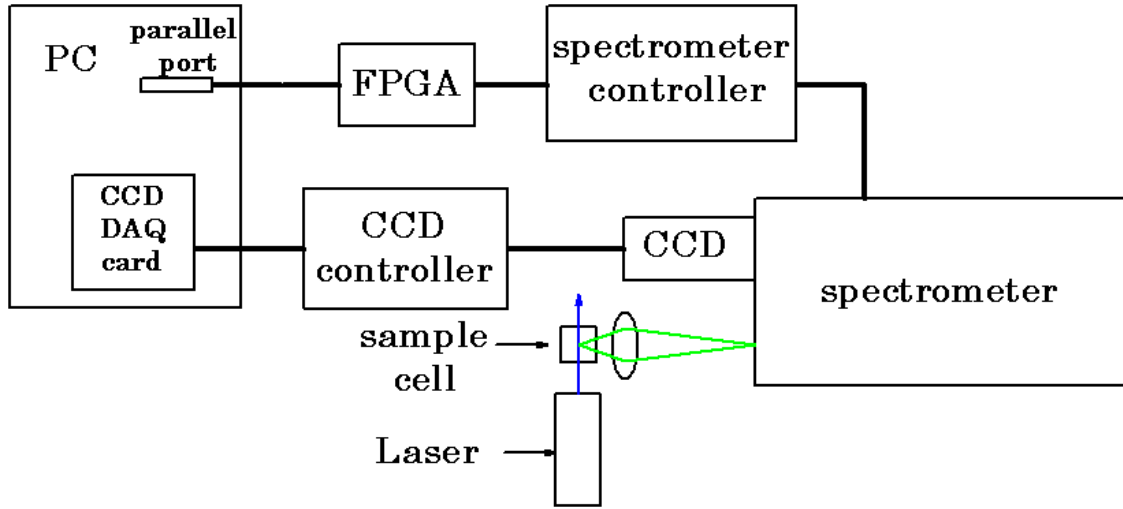 PC
parallel
port
FPGA
spectrometer
controller
CCD
DAQ
card
CCD
controller
CCD
spectrometer
sample
cell
Laser